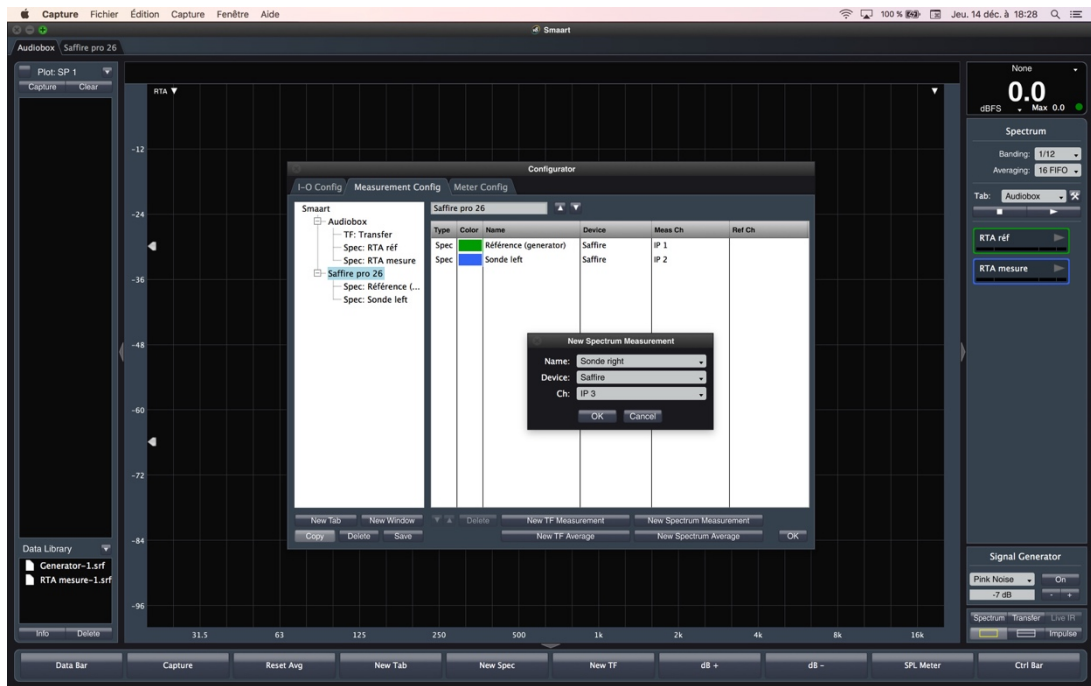 Capture Fichier Édition Capture Fenêtre Aide 100 % Jeu. 14 déc. à 18:28
Smaart
Audiobox Saffire pro 26
Plot: SP 1
Capture Clear
RTA
-12
-24
-36
-48
-60
-72
-84
-96
31.5 63 125 250 500 1k 2k 4k 8k 16k
Configurator
I-O Config Measurement Config Meter Config
Smaart
Audiobox
TF: Transfer
Spec: RTA réf
Spec: RTA mesure
Saffire pro 26
Spec: Référence (...
Spec: Sonde left
Saffire pro 26
Type Color Name Device Meas Ch Ref Ch
Spec Référence (generator) Saffire IP 1
Spec Sonde left Saffire IP 2
New Spectrum Measurement
Name: Sonde right
Device: Saffire
Ch: IP 3
OK Cancel
New Tab New Window Delete New TF Measurement New Spectrum Measurement
Copy Delete Save New TF Average New Spectrum Average OK
Data Library
Generator-1.srf
RTA mesure-1.srf
Info Delete
None
0.0
dBFS Max 0.0
Spectrum
Banding: 1/12
Averaging: 16 FIFO
Tab: Audiobox
RTA réf
RTA mesure
Signal Generator
Pink Noise On
-7 dB - +
Spectrum Transfer Live IR
Impulse
Data Bar Capture Reset Avg New Tab New Spec New TF dB + dB - SPL Meter Ctrl Bar